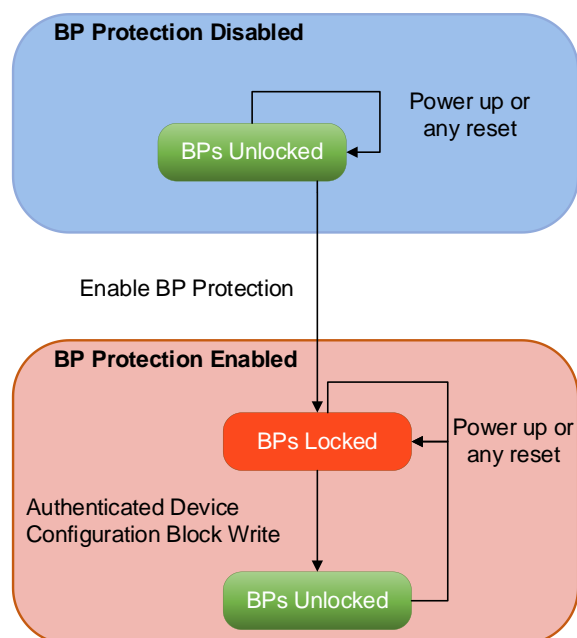 BP Protection Disabled
Power up or
any reset
BPs Unlocked
Enable BP Protection
BP Protection Enabled
BPs Locked
Power up or
any reset
Authenticated Device
Configuration Block Write
BPs Unlocked